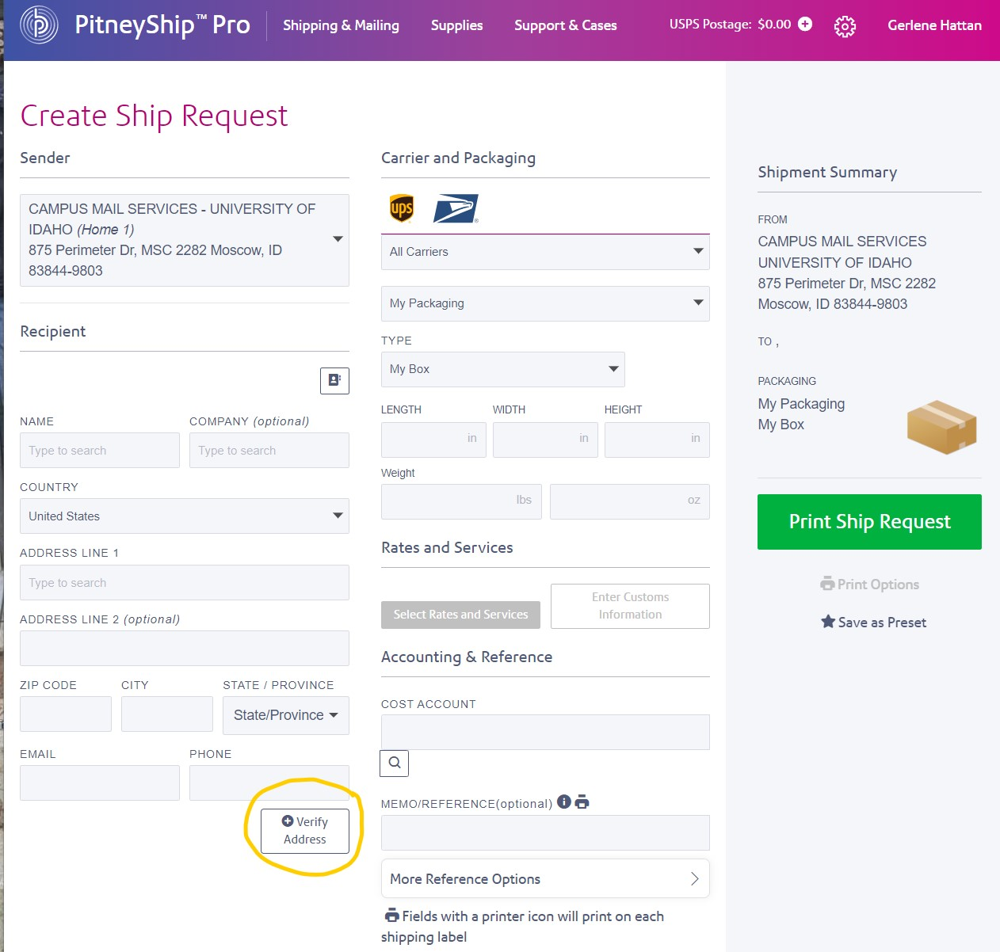 PitneyShip™ Pro
Shipping & Mailing
Supplies
Support & Cases
USPS Postage: $0.00
Gerlene Hattan
Create Ship Request
Sender
CAMPUS MAIL SERVICES - UNIVERSITY OF
IDAHO (Home 1)
875 Perimeter Dr, MSC 2282 Moscow, ID
83844-9803
Recipient
NAME
COMPANY (optional)
Type to search
Type to search
COUNTRY
United States
ADDRESS LINE 1
Type to search
ADDRESS LINE 2 (optional)
ZIP CODE
CITY
STATE / PROVINCE
State/Province
EMAIL
PHONE
Verify
Address
Carrier and Packaging
ups
All Carriers
My Packaging
TYPE
My Box
LENGTH
WIDTH
HEIGHT
in
in
in
Weight
lbs
oz
Rates and Services
Select Rates and Services
Enter Customs
Information
Accounting & Reference
COST ACCOUNT
MEMO/REFERENCE(optional)
More Reference Options
Fields with a printer icon will print on each
shipping label
Shipment Summary
FROM
CAMPUS MAIL SERVICES
UNIVERSITY OF IDAHO
875 Perimeter Dr, MSC 2282
Moscow, ID 83844-9803
TO ,
PACKAGING
My Packaging
My Box
Print Ship Request
Print Options
Save as Preset